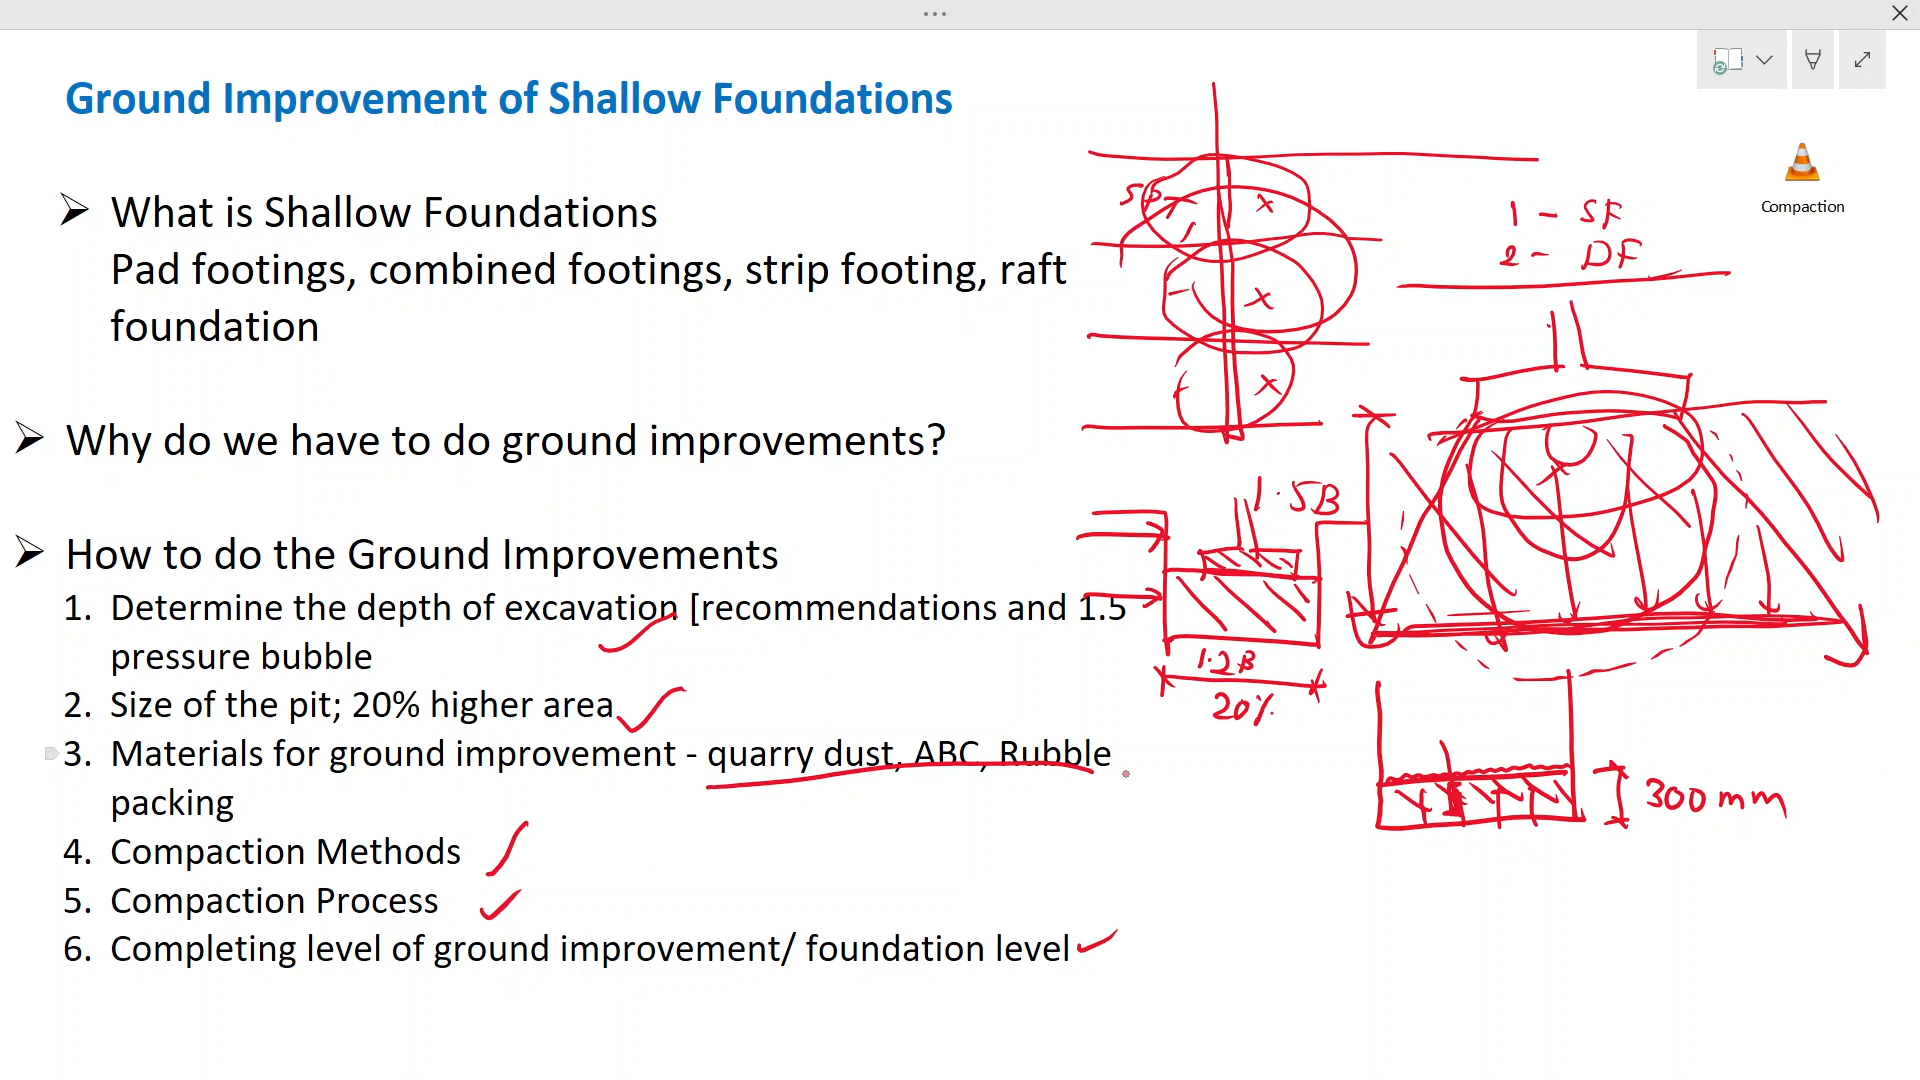 Ground Improvement of Shallow Foundations
What is Shallow Foundations
Pad footings, combined footings, strip footing, raft
foundation
Why do we have to do ground improvements?
How to do the Ground Improvements
1. Determine the depth of excavation [recommendations and 1.5
pressure bubble
2. Size of the pit; 20% higher area
3. Materials for ground improvement - quarry dust, ABC, Rubble
packing
4. Compaction Methods
5. Compaction Process
6. Completing level of ground improvement/ foundation level
Compaction
1 - SF
2 - DF
1.5B
1.2B
20%
300mm